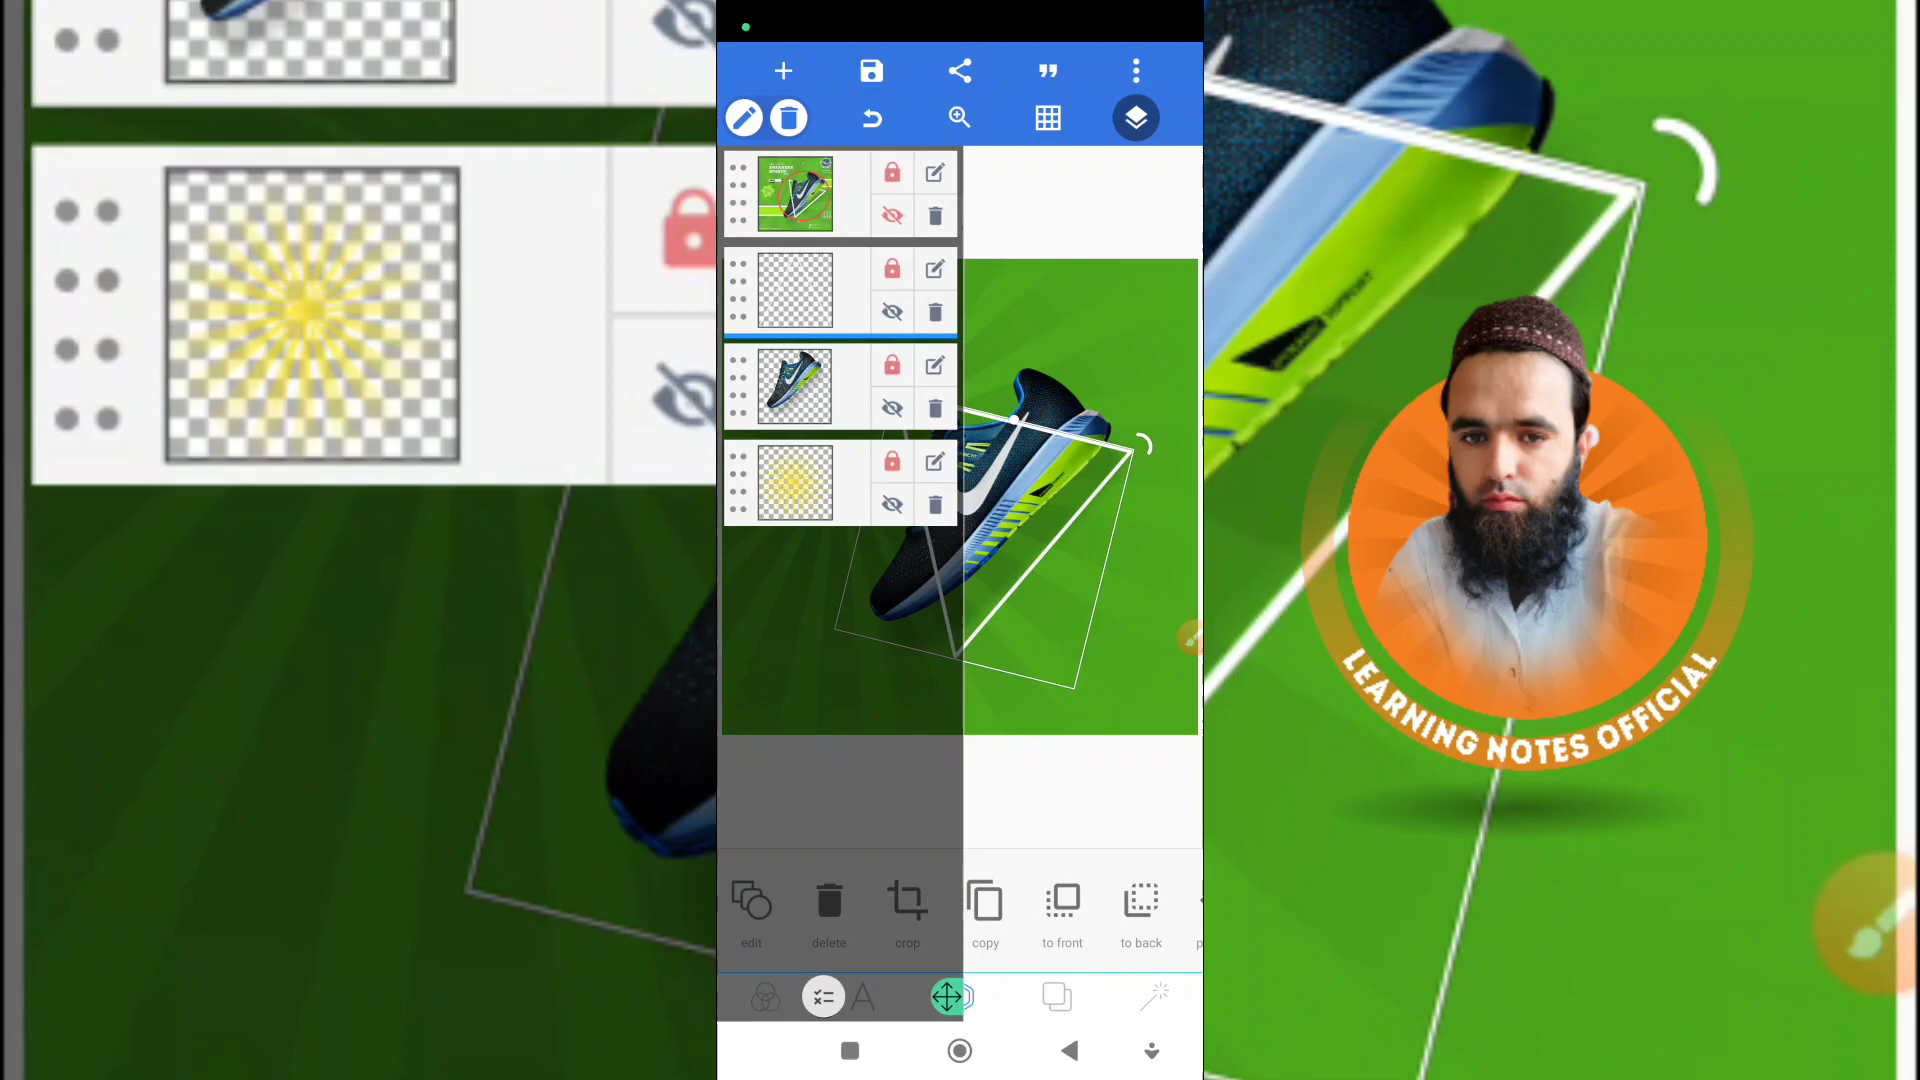 edit
delete
crop
copy
to front
to back
LEARNING NOTES OFFICIAL